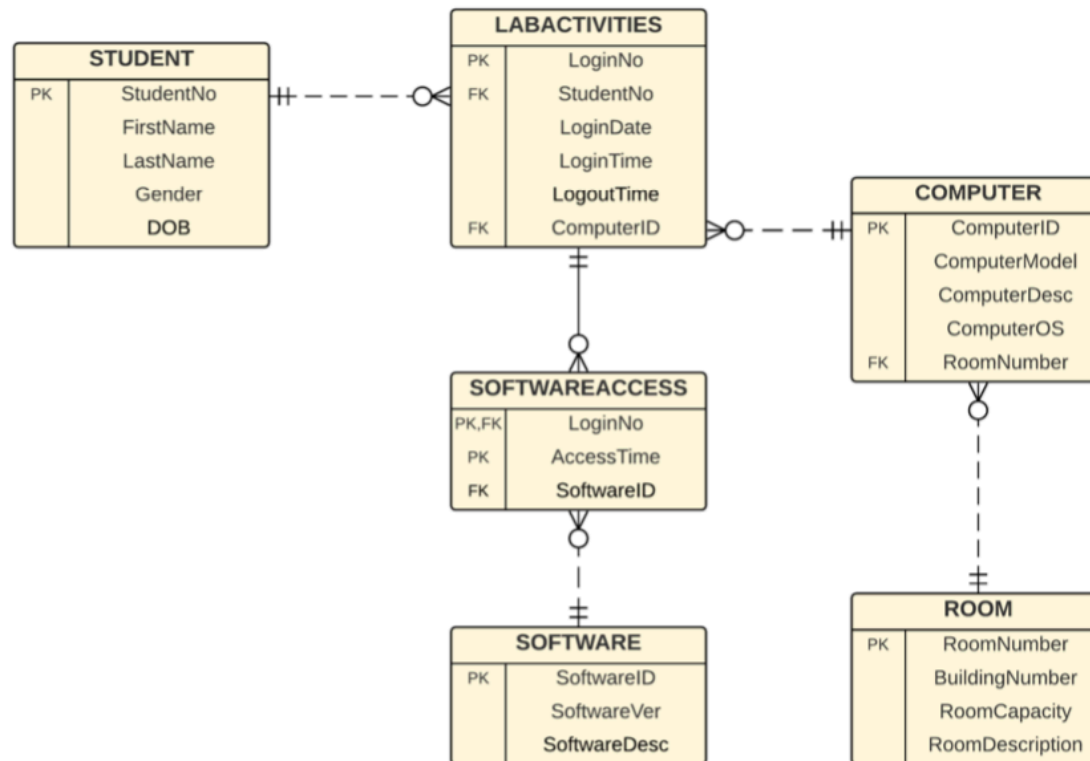 STUDENT
PK StudentNo
FirstName
LastName
Gender
DOB
LABACTIVITIES
PK LoginNo
FK StudentNo
LoginDate
LoginTime
LogoutTime
FK ComputerID
COMPUTER
PK ComputerID
ComputerModel
ComputerDesc
ComputerOS
FK RoomNumber
SOFTWAREACCESS
PK,FK LoginNo
PK AccessTime
FK SoftwareID
SOFTWARE
PK SoftwareID
SoftwareVer
SoftwareDesc
ROOM
PK RoomNumber
BuildingNumber
RoomCapacity
RoomDescription